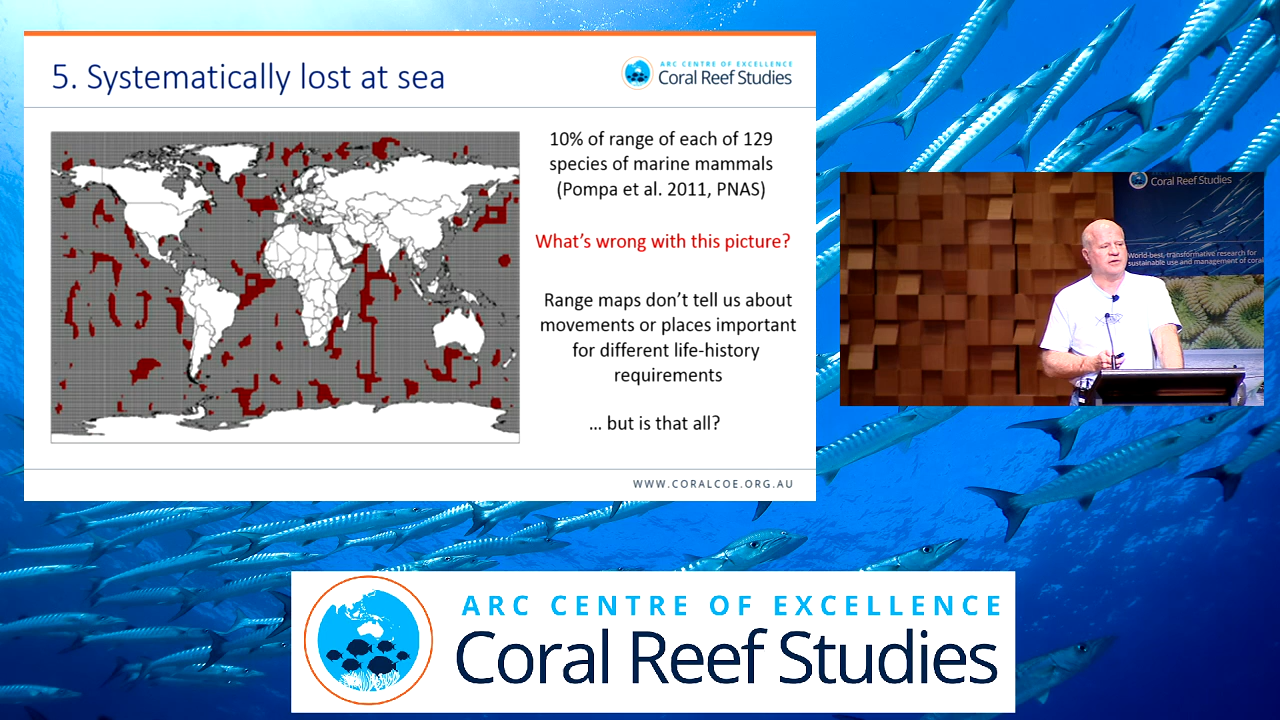 5. Systematically lost at sea
ARC CENTRE OF EXCELLENCE
Coral Reef Studies
10% of range of each of 129
species of marine mammals
(Pompa et al. 2011, PNAS)
What's wrong with this picture?
Range maps don't tell us about
movements or places important
for different life-history
requirements
... but is that all?
WWW.CORALCOE.ORG.AU
Coral Reef Studies
World-best, transformative research for
sustainable use and management of coral
ARC CENTRE OF EXCELLENCE
Coral Reef Studies